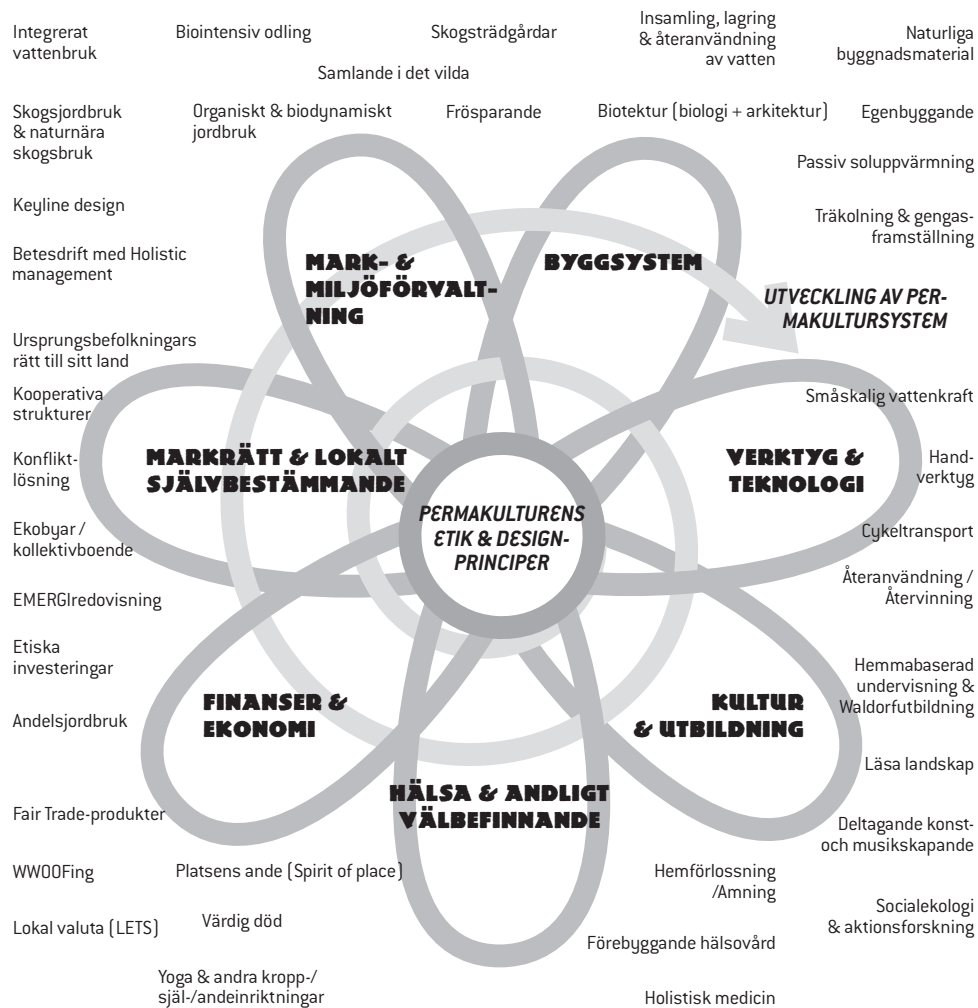 Integrerat
vattenbruk
Biointensiv odling
Samlande i det vilda
Skogsträdgårdar
Insamling, lagring
& återanvändning
av vatten
Naturliga
byggnadsmaterial
Skogsjordbruk
& naturnära
skogsbruk
Organiskt & biodynamiskt
jordbruk
Frösparande
Biotektur (biologi + arkitektur)
Egenbyggande
Passiv soluppvärmning
Keyline design
Träkolning & gengas-
framställning
Betesdrift med Holistic
management
MARK- &
MILJÖFÖRVALT-
NING
BYGGSYSTEM
UTVECKLING AV PER-
MAKULTURSYSTEM
Ursprungsbefolkningars
rätt till sitt land
Kooperativa
strukturer
Småskalig vattenkraft
Konflikt-
lösning
MARKRÄTT & LOKALT
SJÄLVBESTÄMMANDE
VERKTYG &
TEKNOLOGI
Hand-
verktyg
PERMAKULTURENS
ETIK & DESIGN-
PRINCIPER
Ekobyar /
kollektivboende
Cykeltransport
EMERGIredovisning
Återanvändning /
Återvinning
Etiska
investeringar
Hemmabaserad
undervisning &
Waldorfutbildning
FINANSER &
EKONOMI
KULTUR
& UTBILDNING
Andelsjordbruk
Läsa landskap
HÄLSA & ANDLIGT
VÄLBEFINNANDE
Fair Trade-produkter
Deltagande konst-
och musikskapande
WWOOFing
Platsens ande (Spirit of place)
Hemförlossning
/Amning
Lokal valuta (LETS)
Värdig död
Socialekologi
& aktionsforskning
Förebyggande hälsovård
Yoga & andra kropp-/
själ-/andeinriktningar
Holistisk medicin